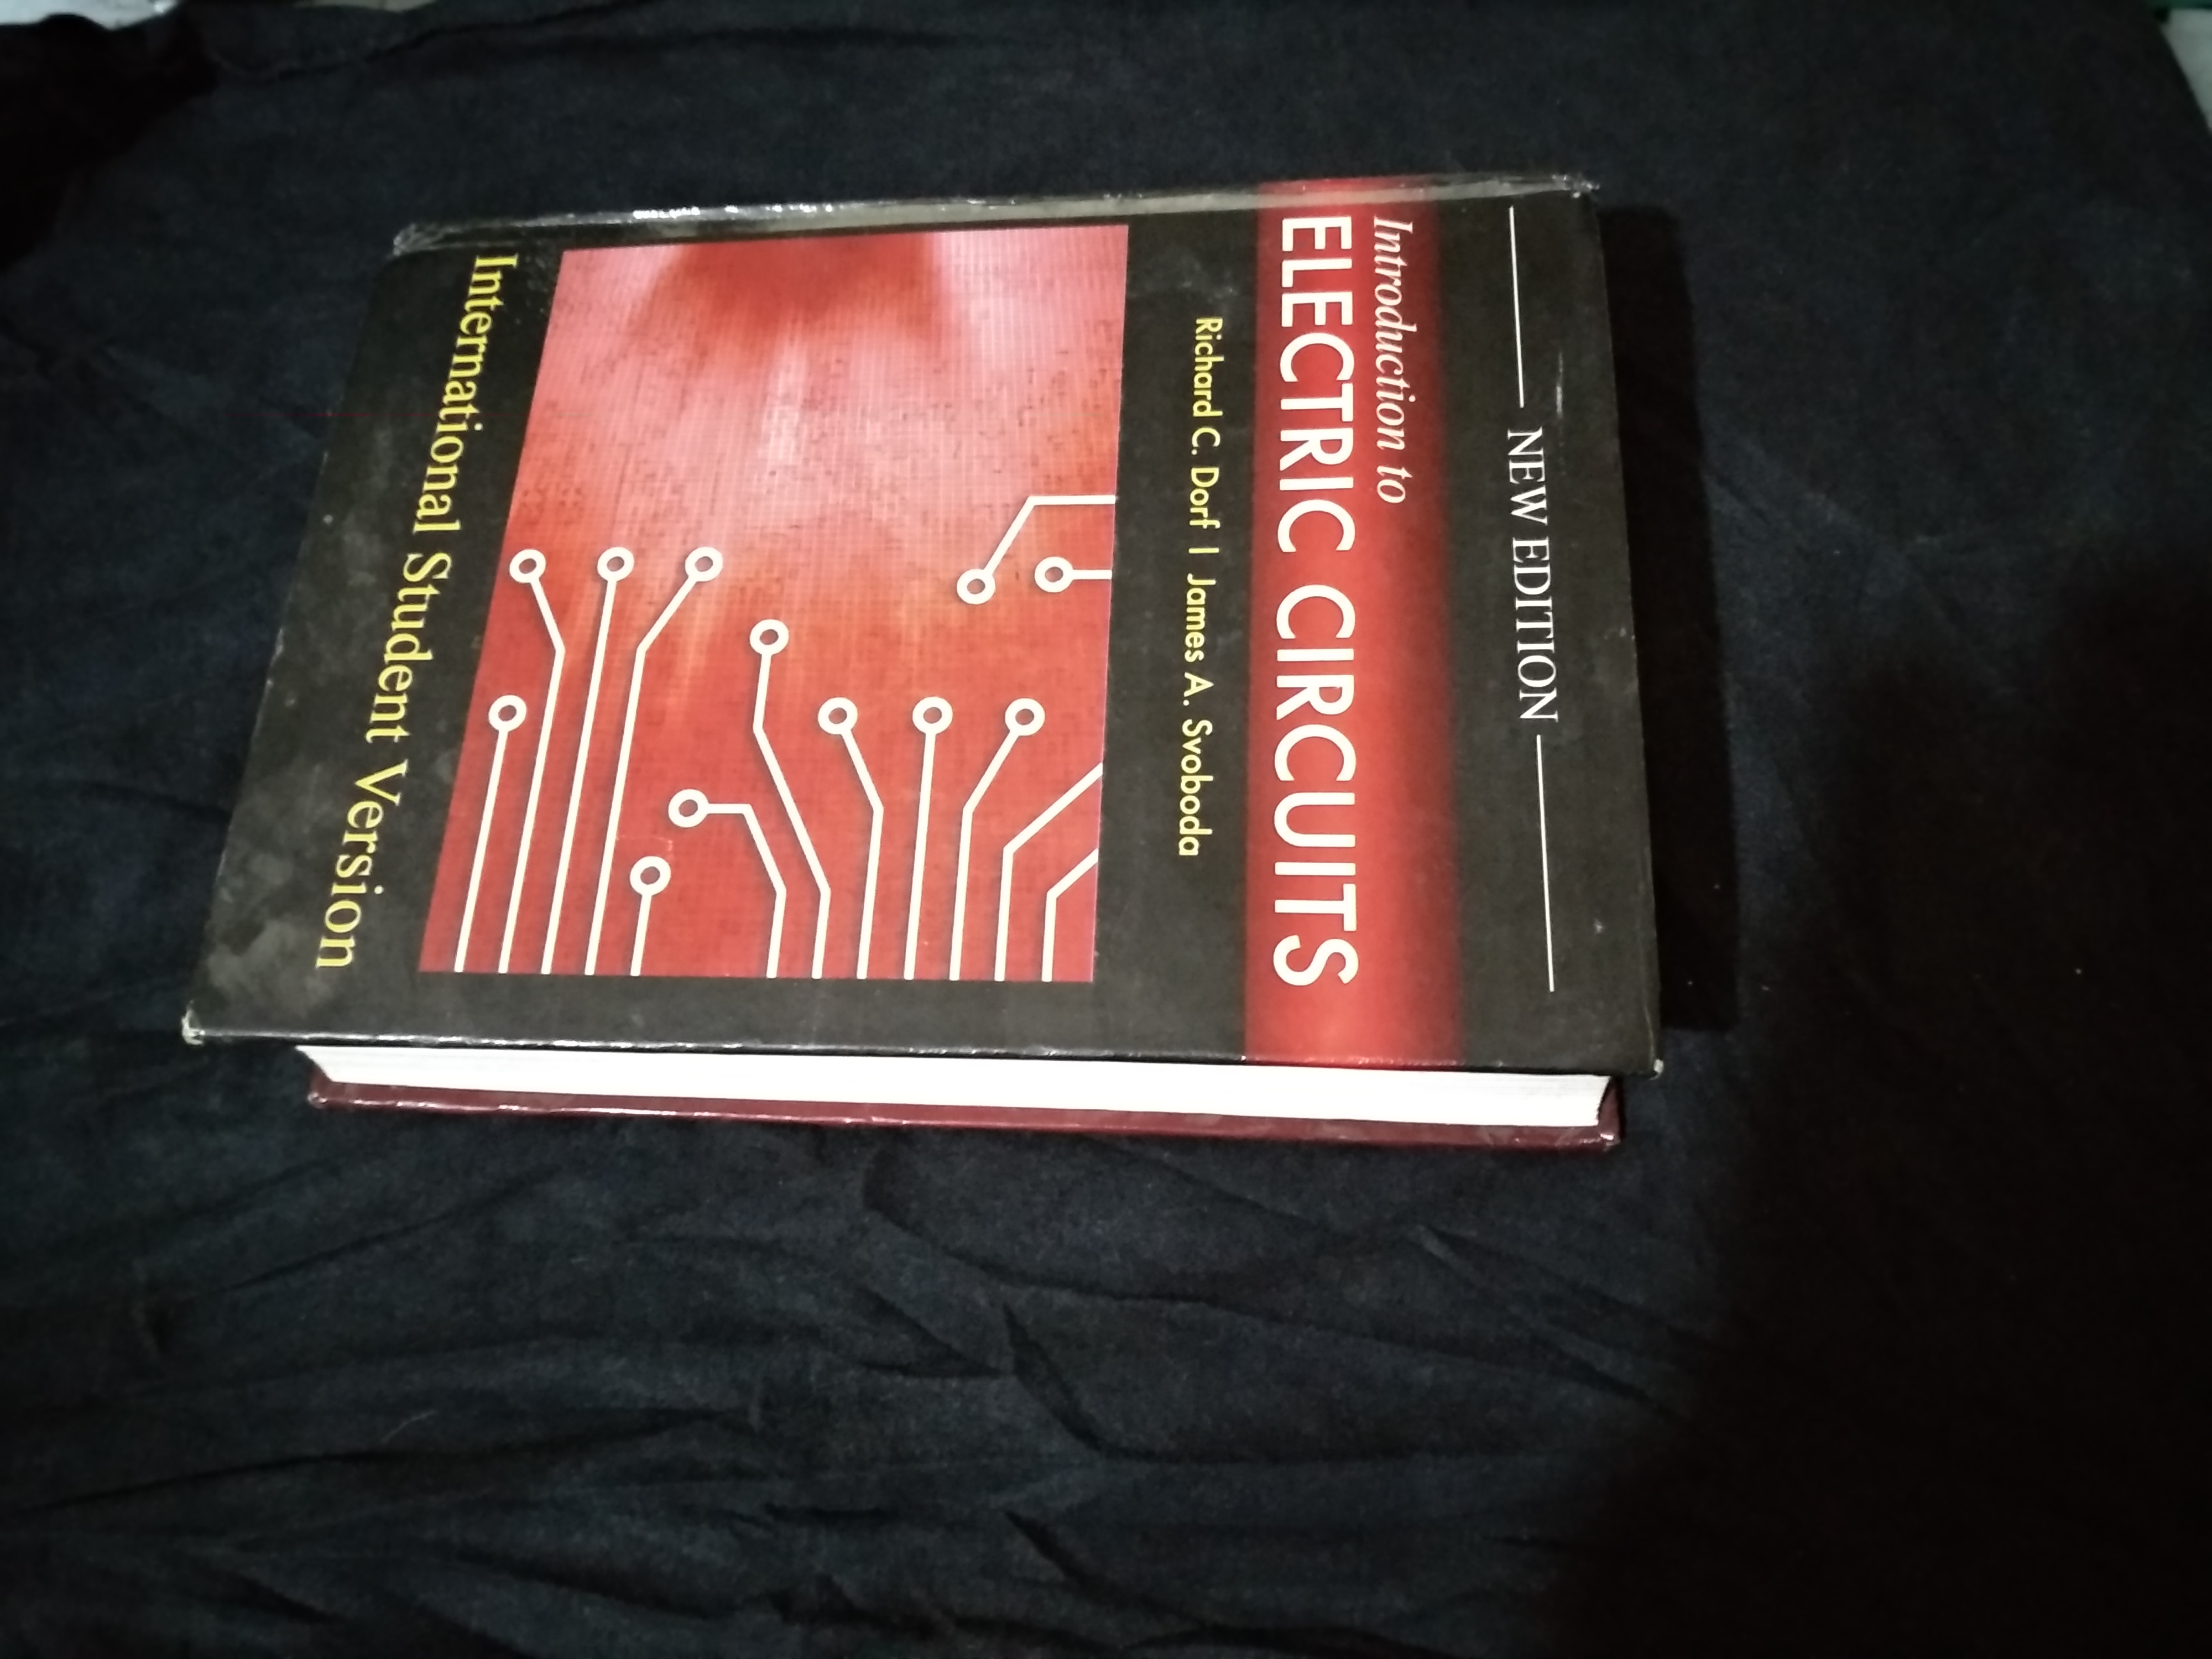 NEW EDITION
Introduction to
ELECTRIC CIRCUITS
Richard C. Dorf | James A. Svoboda
International Student Version